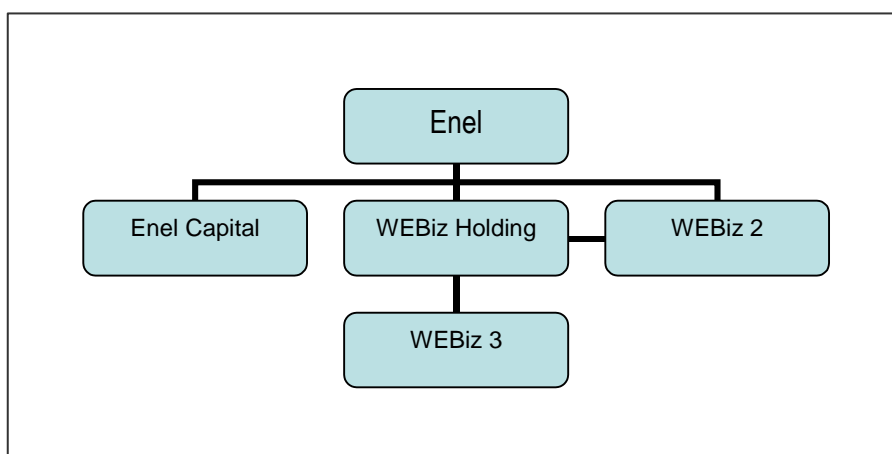 Enel
Enel Capital
WEBiz Holding
WEBiz 2
WEBiz 3